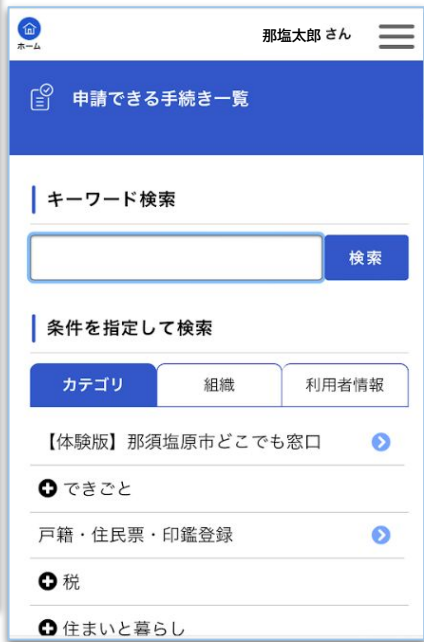 ホーム
那塩太郎 さん
申請できる手続き一覧
キーワード検索
検索
条件を指定して検索
カテゴリ
組織
利用者情報
【体験版】那須塩原市どこでも窓口
できごと
戸籍・住民票・印鑑登録
税
住まいと暮らし